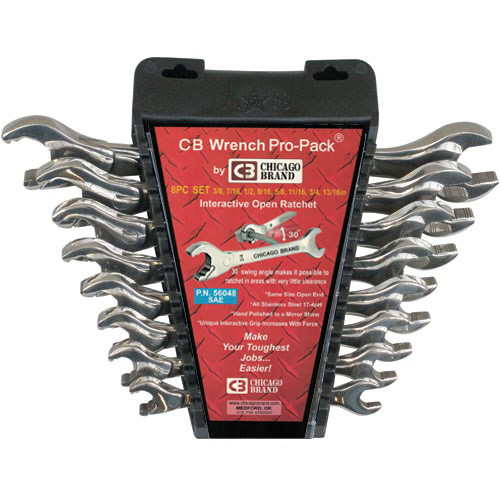 CB Wrench Pro-Pack®
by CB CHICAGO BRAND
8PC SET 3/8, 7/16, 1/2, 9/16, 5/8, 11/16, 3/4, 13/16in
Interactive Open Ratchet
30°
CHICAGO BRAND
30° swing angle makes it possible to
ratchet in areas with very little clearance
P.N. 56048
SAE
*Same Size Open End
*All Stainless Steel 17-4pH
*Hand Polished to a Mirror Shine
*Unique Interactive Grip Increases With Force
Make
Your Toughest
Jobs...
Easier!
CB CHICAGO BRAND
www.chicagobrand.com
MEDFORD, OR